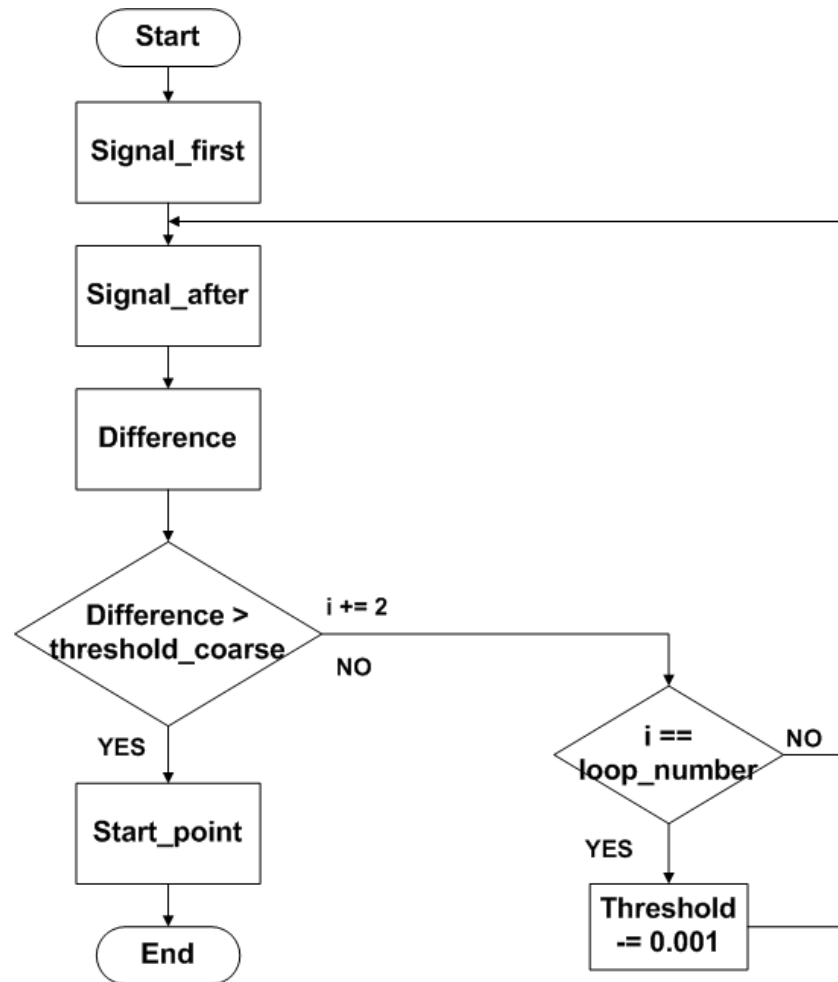 Start
Signal_first
Signal_after
Difference
Difference >
threshold_coarse
i += 2
NO
YES
i ==
loop_number
NO
YES
Start_point
Threshold
-= 0.001
End